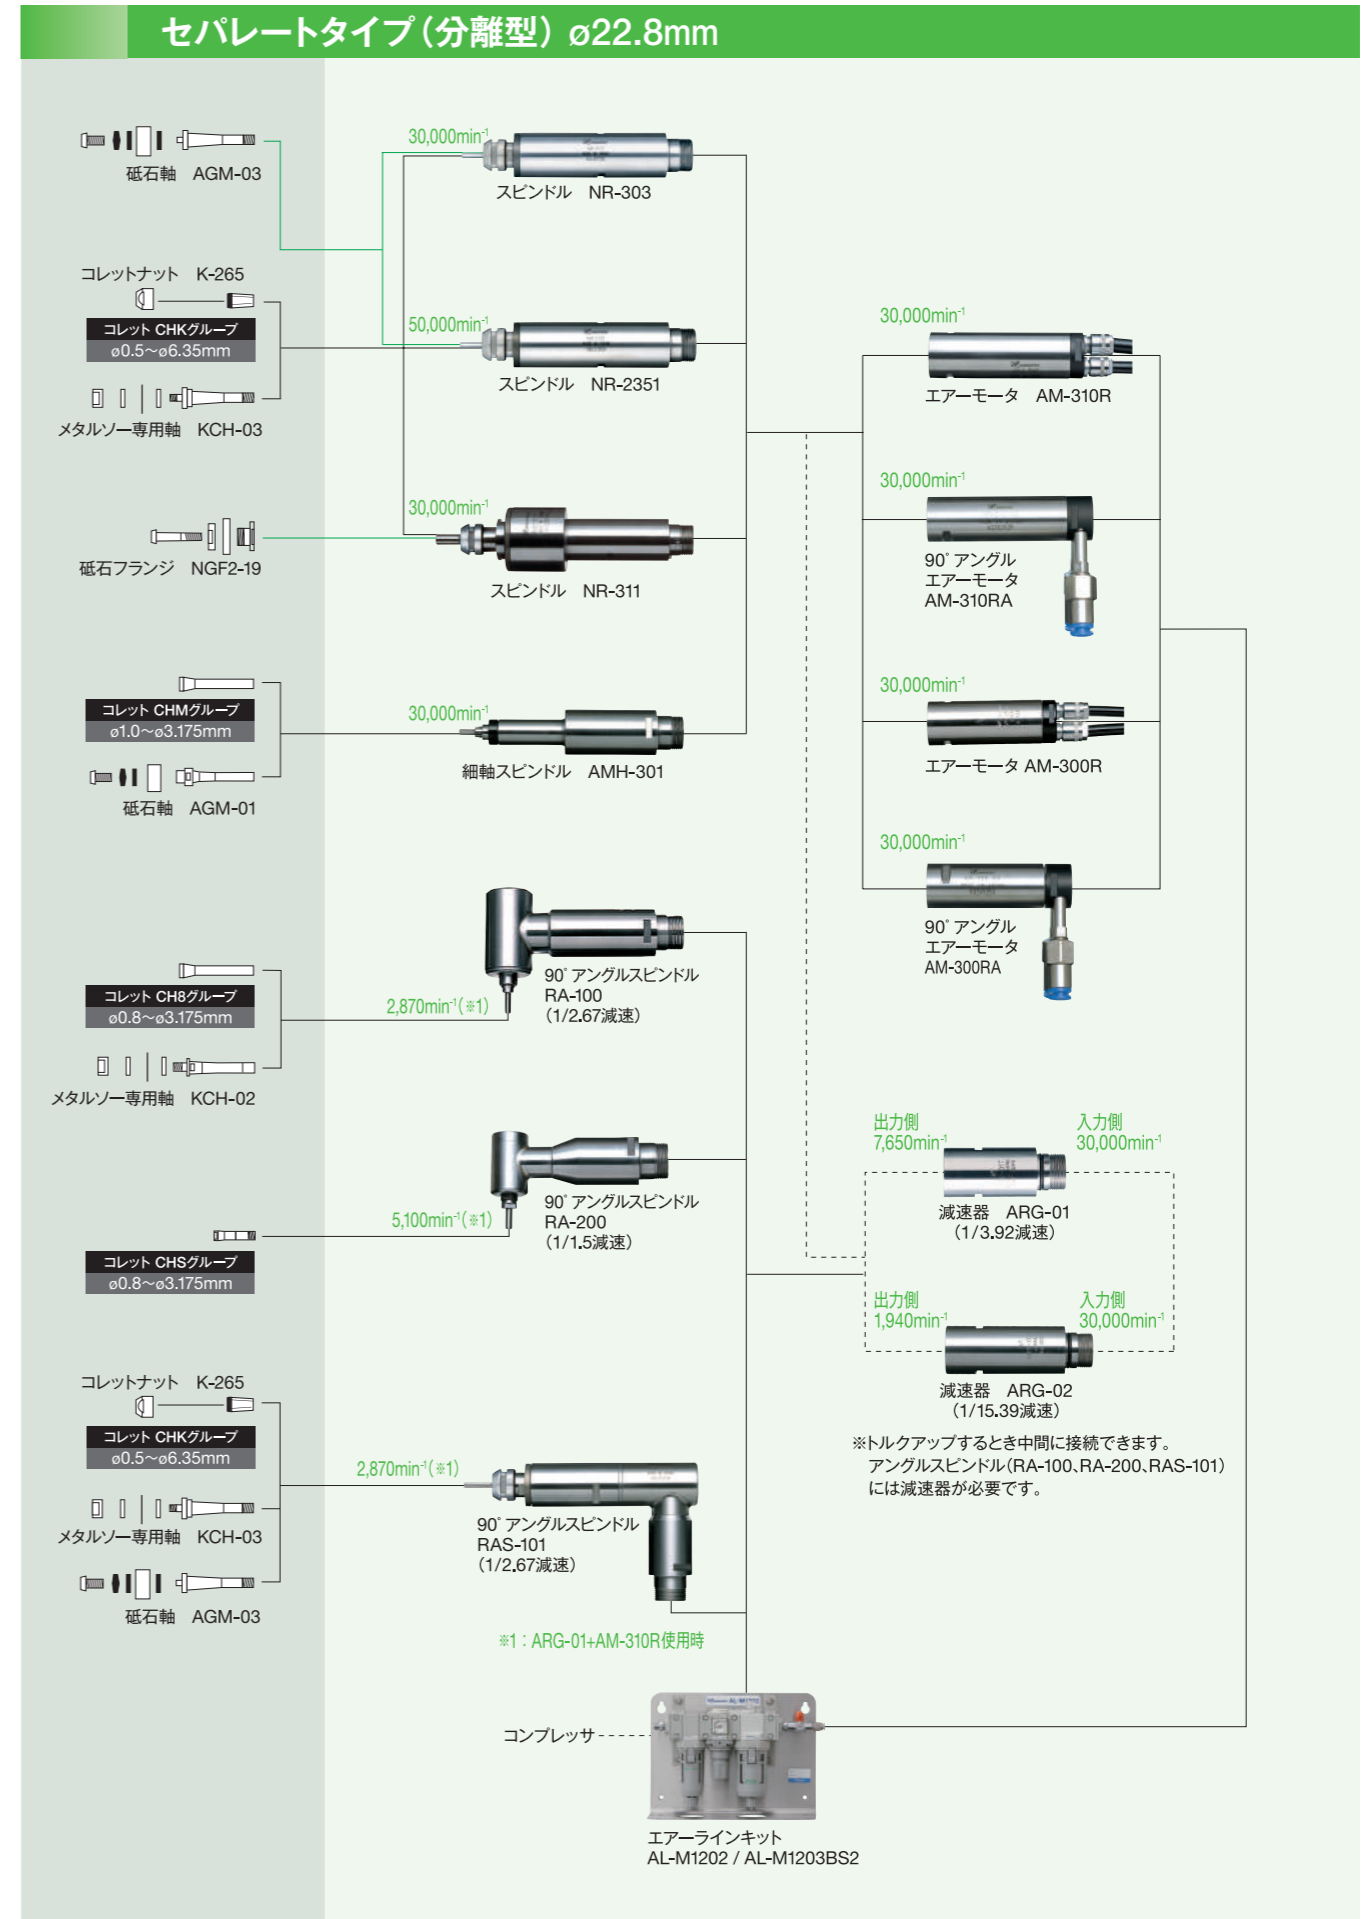 セパレートタイプ（分離型）ø22.8mm
砥石軸　AGM-03
30,000min⁻¹
スピンドル　NR-303
コレットナット　K-265
コレット CHKグループ
ø0.5～ø6.35mm
メタルソー専用軸　KCH-03
50,000min⁻¹
スピンドル　NR-2351
砥石フランジ　NGF2-19
30,000min⁻¹
スピンドル　NR-311
コレット CHMグループ
ø1.0～ø3.175mm
砥石軸　AGM-01
30,000min⁻¹
細軸スピンドル　AMH-301
30,000min⁻¹
エアーモータ　AM-310R
30,000min⁻¹
90°アングル
エアーモータ
AM-310RA
30,000min⁻¹
エアーモータ AM-300R
30,000min⁻¹
90°アングル
エアーモータ
AM-300RA
コレット CH8グループ
ø0.8～ø3.175mm
メタルソー専用軸　KCH-02
2,870min⁻¹（※1）
90°アングルスピンドル
RA-100
（1/2.67減速）
コレット CHSグループ
ø0.8～ø3.175mm
5,100min⁻¹（※1）
90°アングルスピンドル
RA-200
（1/1.5減速）
出力側
7,650min⁻¹
入力側
30,000min⁻¹
減速器　ARG-01
（1/3.92減速）
出力側
1,940min⁻¹
入力側
30,000min⁻¹
減速器　ARG-02
（1/15.39減速）
※トルクアップするとき中間に接続できます。
アングルスピンドル（RA-100、RA-200、RAS-101）
には減速器が必要です。
コレットナット　K-265
コレット CHKグループ
ø0.5～ø6.35mm
メタルソー専用軸　KCH-03
砥石軸　AGM-03
2,870min⁻¹（※1）
90°アングルスピンドル
RAS-101
（1/2.67減速）
※1：ARG-01+AM-310R使用時
コンプレッサ
エアーラインキット
AL-M1202 / AL-M1203BS2